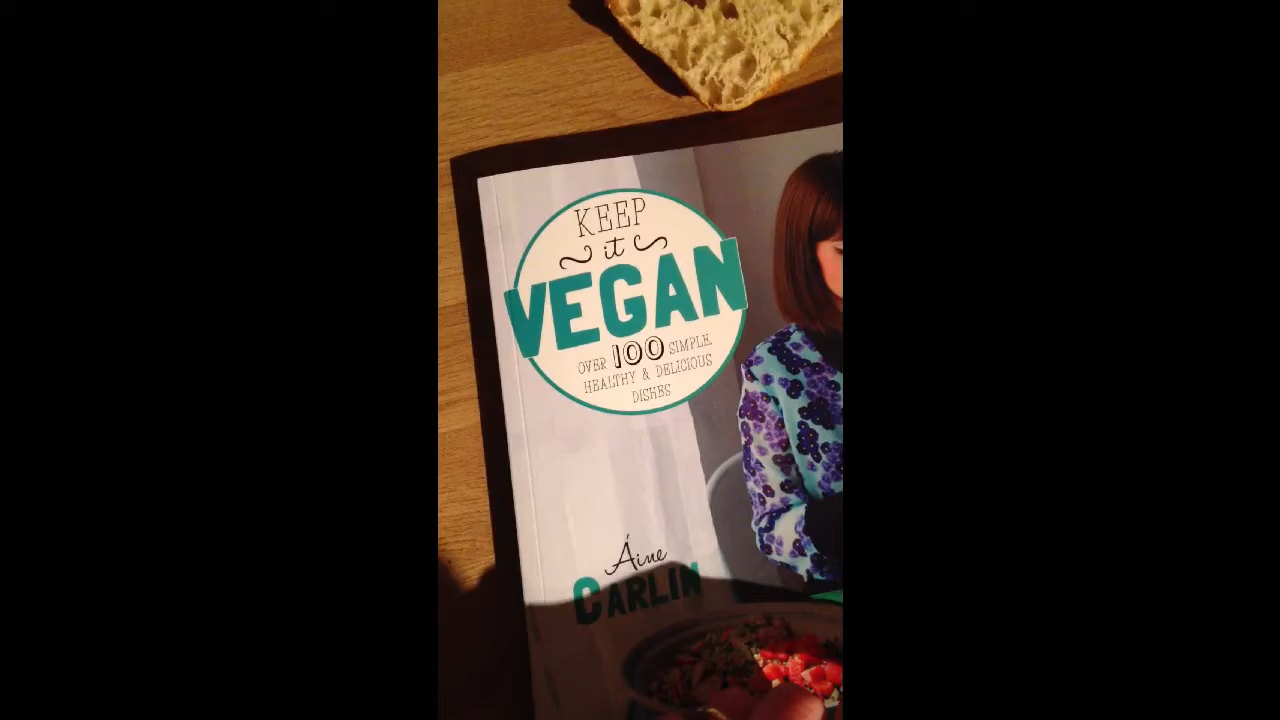 KEEP
it
VEGAN
OVER 100 SIMPLE,
HEALTHY & DELICIOUS
DISHES
Áine
CARLIN